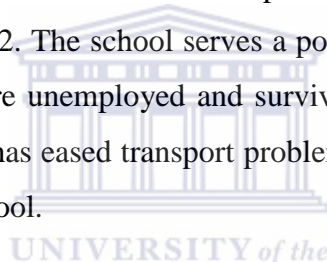 2. The school serves a po
re unemployed and surviv
has eased transport problem
ool.
UNIVERSITY of the